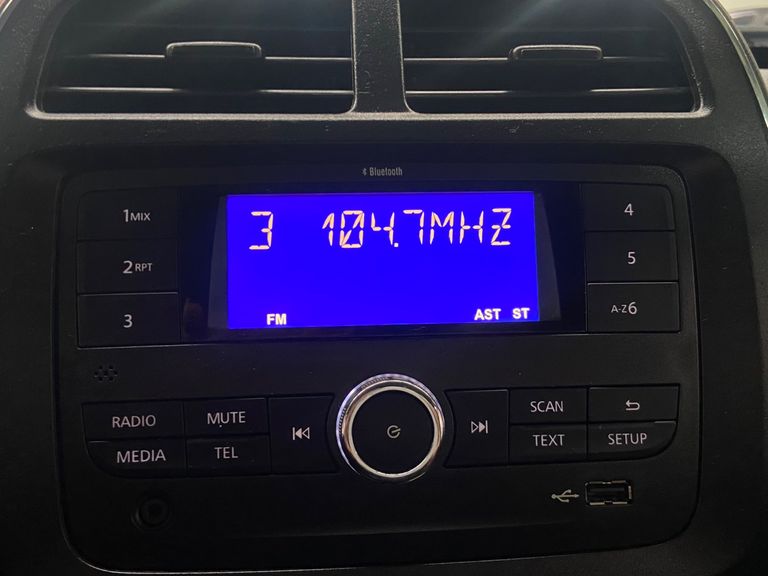 Bluetooth
1MIX
2RPT
3
3 104.7MHZ
FM AST ST
4
5
A-Z6
RADIO
MUTE
MEDIA
TEL
SCAN
TEXT
SETUP